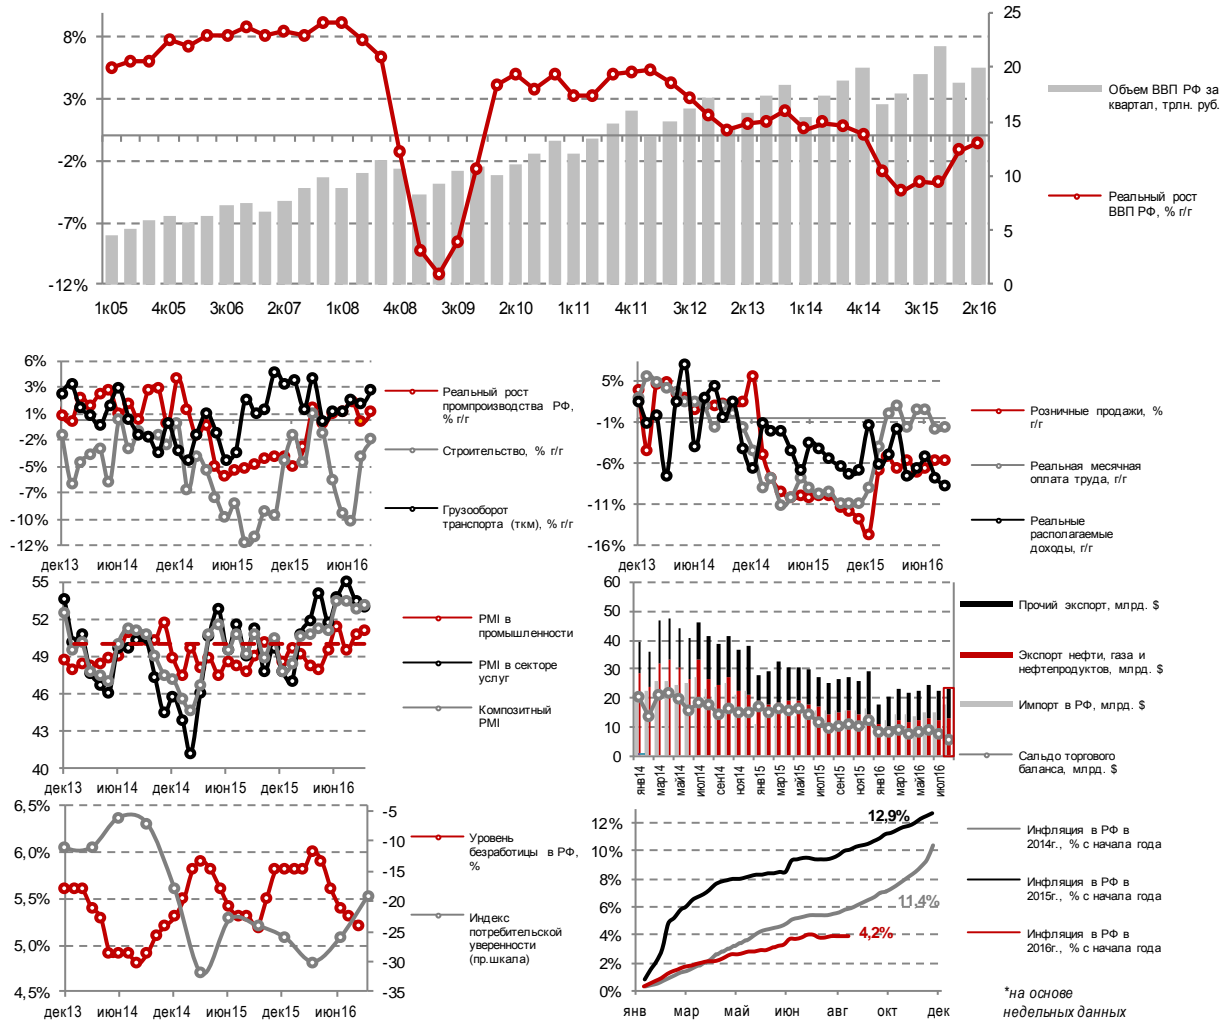 8%
3%
-2%
-7%
-12%
25
20
15
10
5
0
1к05
4к05
3к06
2к07
1к08
4к08
3к09
2к10
1к11
4к11
3к12
2к13
1к14
4к14
3к15
2к16
Объем ВВП РФ за
квартал, трлн. руб.
Реальный рост
ВВП РФ, % г/г
6%
3%
1%
-2%
-5%
-7%
-10%
-12%
дек13
июн14
дек14
июн15
дек15
июн16
Реальный рост
промпроизводства РФ,
% г/г
Строительство, % г/г
Грузооборот
транспорта (ткм), % г/г
5%
-1%
-6%
-11%
-16%
дек13
июн14
дек14
июн15
дек15
июн16
Розничные продажи, %
г/г
Реальная месячная
оплата труда, г/г
Реальные
располагаемые
доходы, г/г
55
52
49
46
43
40
дек13
июн14
дек14
июн15
дек15
июн16
PMI в
промышленности
PMI в секторе
услуг
Композитный
PMI
60
50
40
30
20
10
0
янв14
мар14
май14
июл14
сен14
ноя14
янв15
мар15
май15
июл15
сен15
ноя15
янв16
мар16
май16
июл16
Прочий экспорт, млрд. $
Экспорт нефти, газа и
нефтепродуктов, млрд. $
Импорт в РФ, млрд. $
Сальдо торгового
баланса, млрд. $
6,5%
6,0%
5,5%
5,0%
4,5%
-5
-10
-15
-20
-25
-30
-35
дек13
июн14
дек14
июн15
дек15
июн16
Уровень
безработицы в РФ,
%
Индекс
потребительской
уверенности
(пр.шкала)
12%
10%
8%
6%
4%
2%
0%
12,9%
11,4%
4,2%
янв
мар
май
июн
авг
окт
дек
Инфляция в РФ в
2014г., % с начала года
Инфляция в РФ в
2015г., % с начала года
Инфляция в РФ в
2016г., % с начала года
*на основе
недельных данных